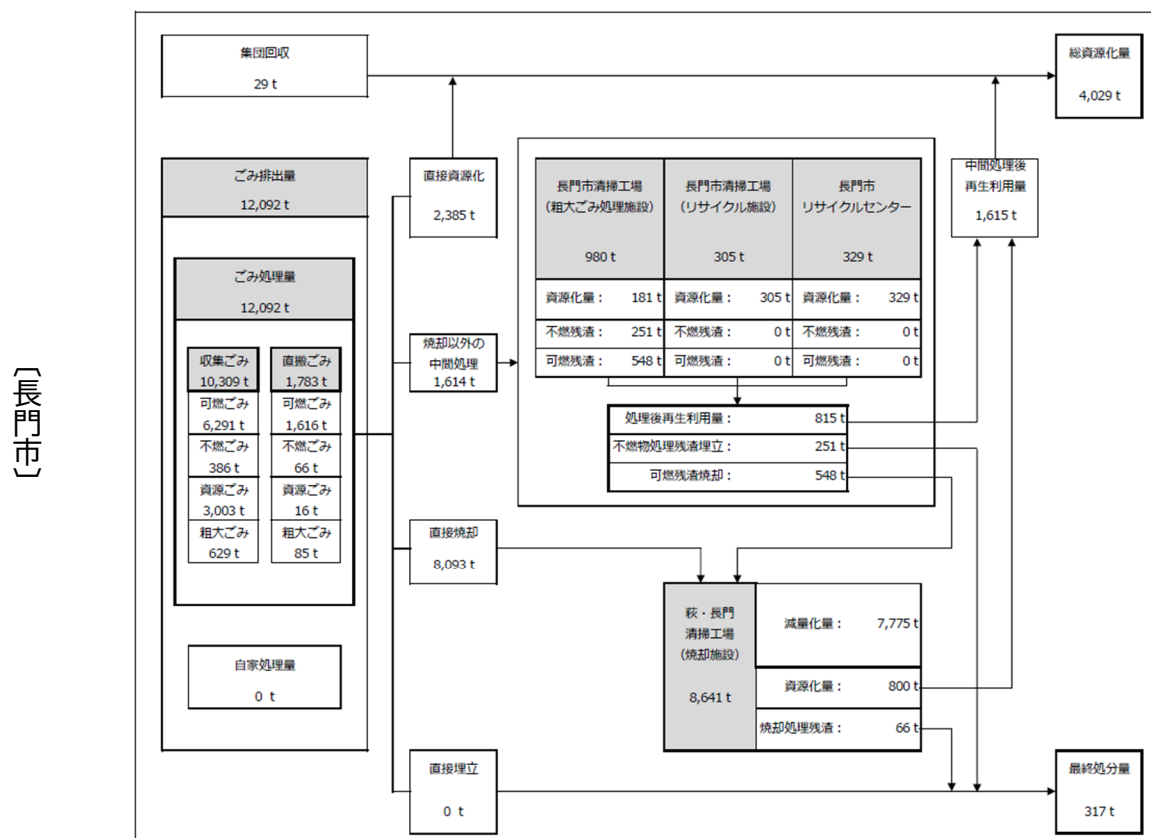 〔長門市〕
集団回収
29 t
総資源化量
4,029 t
ごみ排出量
12,092 t
ごみ処理量
12,092 t
収集ごみ
10,309 t
可燃ごみ
6,291 t
不燃ごみ
386 t
資源ごみ
3,003 t
粗大ごみ
629 t
直搬ごみ
1,783 t
可燃ごみ
1,616 t
不燃ごみ
66 t
資源ごみ
16 t
粗大ごみ
85 t
自家処理量
0 t
直接資源化
2,385 t
焼却以外の
中間処理
1,614 t
直接焼却
8,093 t
直接埋立
0 t
長門市清掃工場
(粗大ごみ処理施設)
980 t
資源化量： 181 t
不燃残渣： 251 t
可燃残渣： 548 t
長門市清掃工場
(リサイクル施設)
305 t
資源化量： 305 t
不燃残渣： 0 t
可燃残渣： 0 t
長門市
リサイクルセンター
329 t
資源化量： 329 t
不燃残渣： 0 t
可燃残渣： 0 t
処理後再生利用量： 815 t
不燃物処理残渣埋立： 251 t
可燃残渣焼却： 548 t
中間処理後
再生利用量
1,615 t
萩・長門
清掃工場
(焼却施設)
8,641 t
減量化量： 7,775 t
資源化量： 800 t
焼却処理残渣： 66 t
最終処分量
317 t